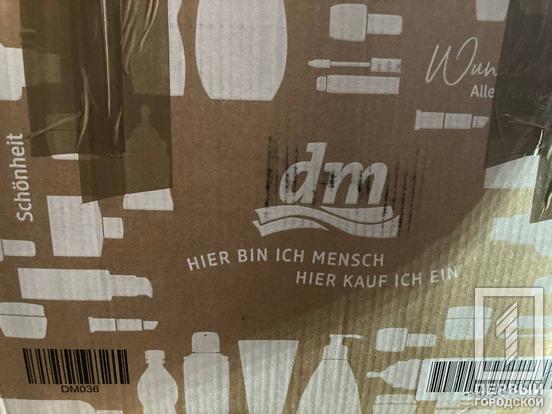 Schönheit
dm
HIER BIN ICH MENSCH
HIER KAUF ICH EIN
DM036
ПЕРВЫЙ
ГОРОДСКОЙ